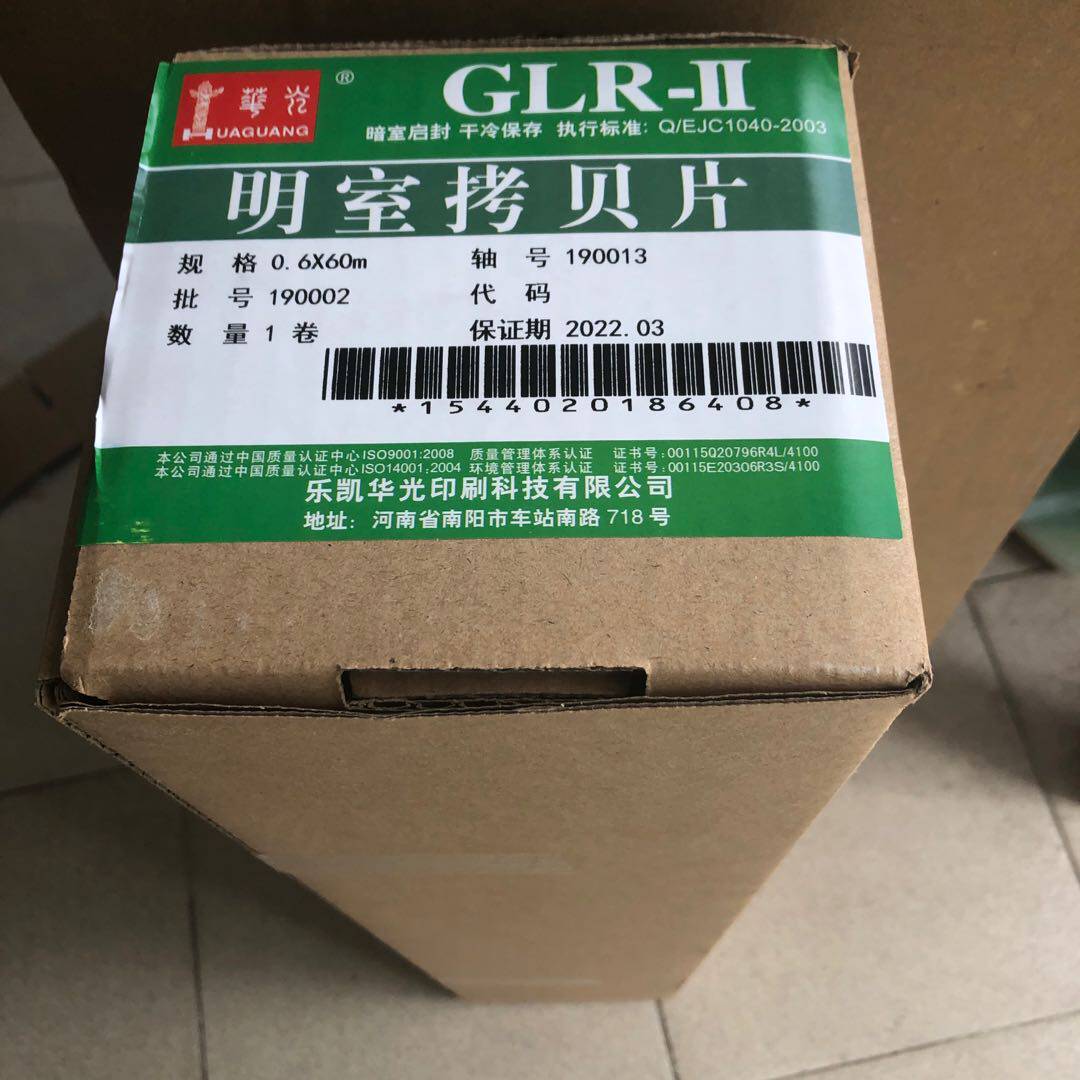 華光
HUAGUANG
®
GLR-II
暗室启封 干冷保存 执行标准: Q/EJC1040-2003
明室拷贝片
规 格 0.6X60m 轴 号 190013
批 号 190002 代 码
数 量 1 卷 保证期 2022.03
*1544020186408*
本公司通过中国质量认证中心ISO9001:2008 质量管理体系认证 证书号:00115Q20796R4L/4100
本公司通过中国质量认证中心ISO14001:2004 环境管理体系认证 证书号:00115E20306R3S/4100
乐凯华光印刷科技有限公司
地址: 河南省南阳市车站南路 718 号